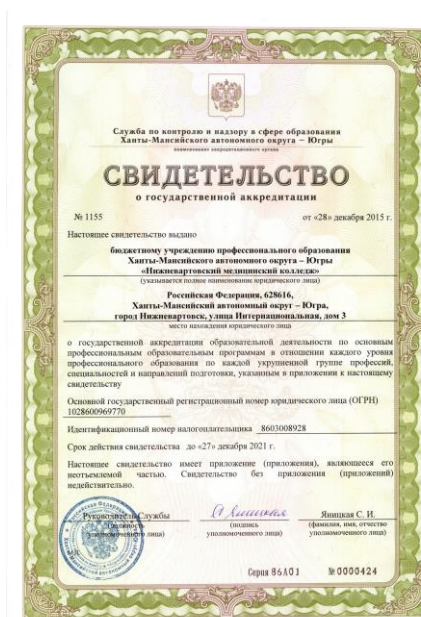 Служба по контролю и надзору в сфере образования
Ханты-Мансийского автономного округа – Югры
наименование аккредитационного органа
СВИДЕТЕЛЬСТВО
о государственной аккредитации
№ 1155 от «28» декабря 2015 г.
Настоящее свидетельство выдано
бюджетному учреждению профессионального образования
Ханты-Мансийского автономного округа – Югры
«Нижневартовский медицинский колледж»
(указывается полное наименование юридического лица)
Российская Федерация, 628616,
Ханты-Мансийский автономный округ – Югра,
город Нижневартовск, улица Интернациональная, дом 3
место нахождения юридического лица
о государственной аккредитации образовательной деятельности по основным
профессиональным образовательным программам в отношении каждого уровня
профессионального образования по каждой укрупненной группе профессий,
специальностей и направлений подготовки, указанным в приложении к настоящему
свидетельству
Основной государственный регистрационный номер юридического лица (ОГРН)
1028600969770
Идентификационный номер налогоплательщика 8603008928
Срок действия свидетельства до «27» декабря 2021 г.
Настоящее свидетельство имеет приложение (приложения), являющееся его
неотъемлемой частью. Свидетельство без приложения (приложений)
недействительно.
Руководитель Службы Яницкая С. И.
(должность (подпись (фамилия, имя, отчество
уполномоченного лица) уполномоченного лица) уполномоченного лица)
Серия 86А01 № 0000424